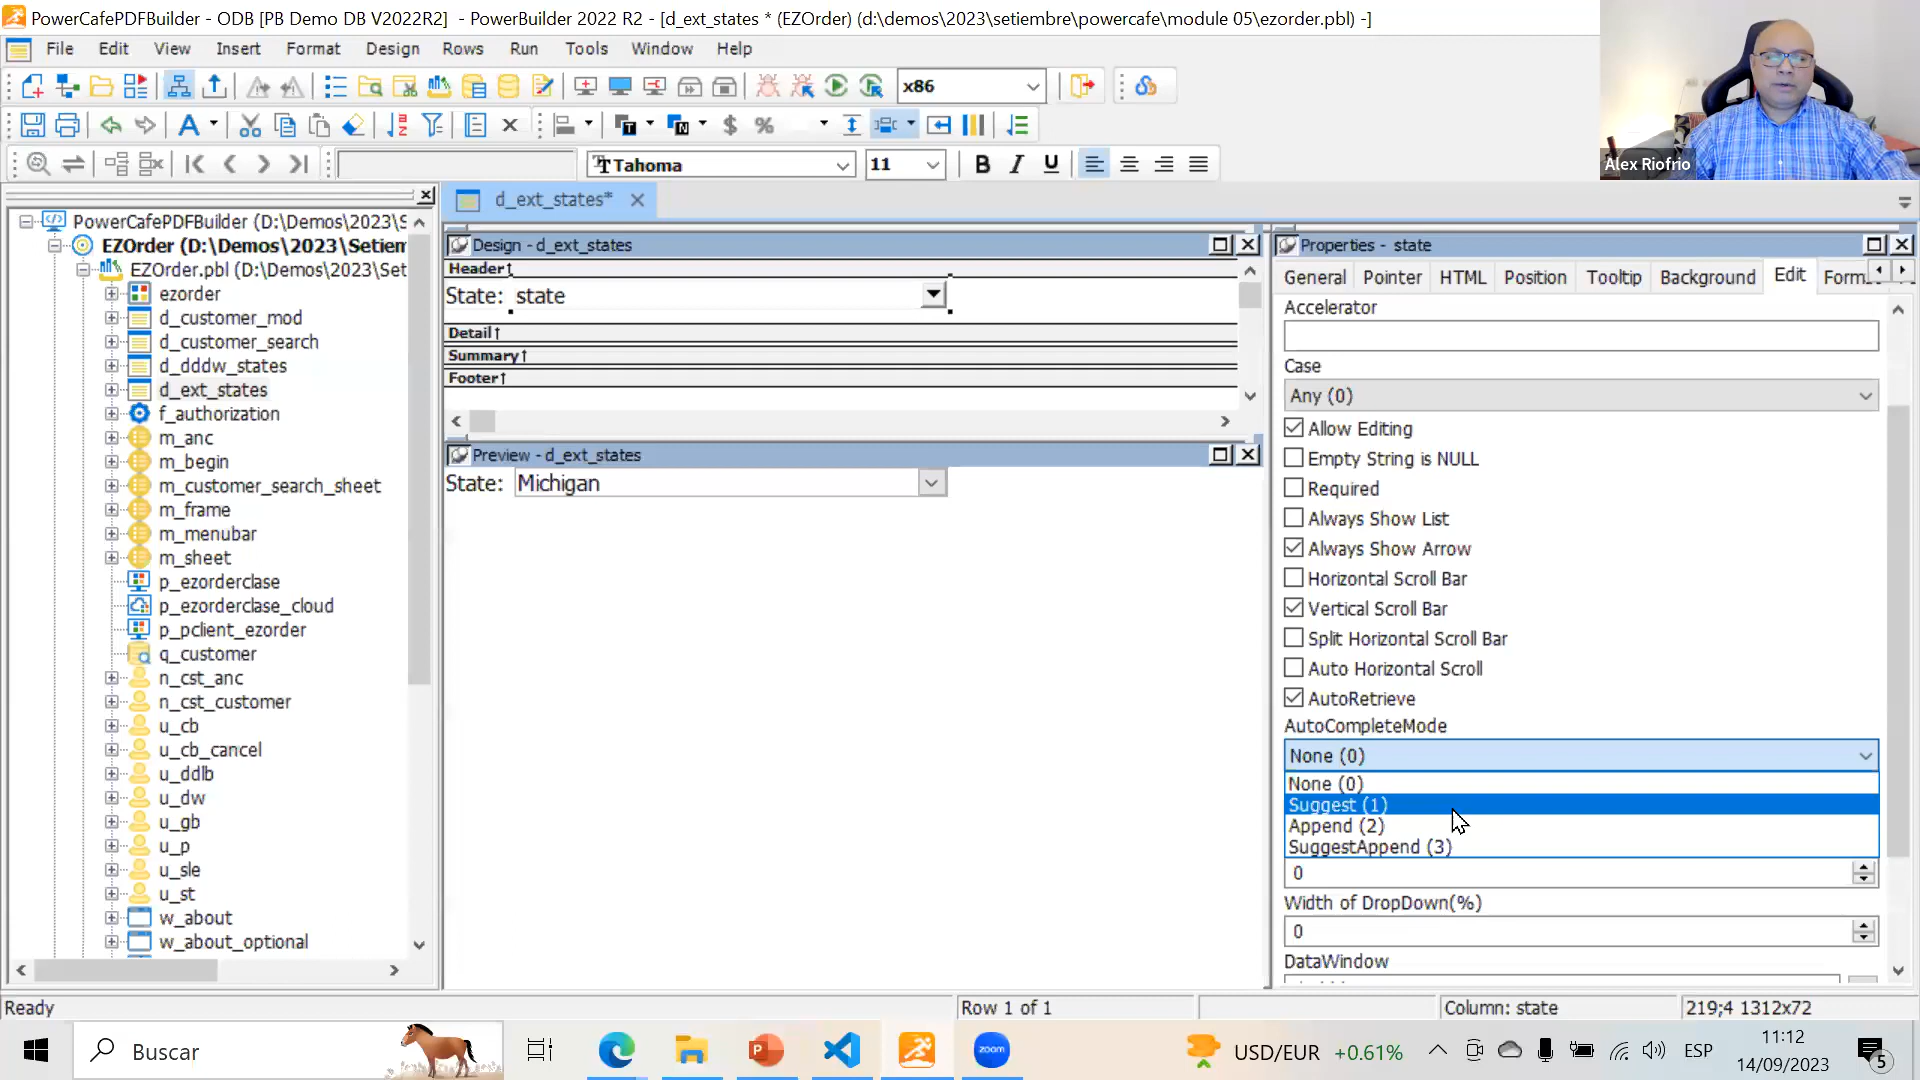 PowerCafePDFBuilder - ODB [PB Demo DB V2022R2] - PowerBuilder 2022 R2 - [d_ext_states * (EZOrder) (d:\demos\2023\setiembre\powercafe\module 05\ezorder.pbl) -]
File Edit View Insert Format Design Rows Run Tools Window Help
x86
Tahoma 11 B I U
Alex Riofrio
PowerCafePDFBuilder (D:\Demos\2023\S
EZOrder (D:\Demos\2023\Setiem
EZOrder.pbl (D:\Demos\2023\Set
ezorder
d_customer_mod
d_customer_search
d_dddw_states
d_ext_states
f_authorization
m_anc
m_begin
m_customer_search_sheet
m_frame
m_menubar
m_sheet
p_ezorderclase
p_ezorderclase_cloud
p_pclient_ezorder
q_customer
n_cst_anc
n_cst_customer
u_cb
u_cb_cancel
u_ddlb
u_dw
u_gb
u_p
u_sle
u_st
w_about
w_about_optional
d_ext_states*
Design - d_ext_states
Header↑
State: state
Detail↑
Summary↑
Footer↑
Preview - d_ext_states
State: Michigan
Properties - state
General Pointer HTML Position Tooltip Background Edit
Accelerator
Case
Any (0)
Allow Editing
Empty String is NULL
Required
Always Show List
Always Show Arrow
Horizontal Scroll Bar
Vertical Scroll Bar
Split Horizontal Scroll Bar
Auto Horizontal Scroll
AutoRetrieve
AutoCompleteMode
None (0)
None (0)
Suggest (1)
Append (2)
SuggestAppend (3)
0
Width of DropDown(%)
0
DataWindow
Ready
Row 1 of 1
Column: state
219;4 1312x72
Buscar
zoom
USD/EUR +0.61%
ESP
11:12
14/09/2023
5